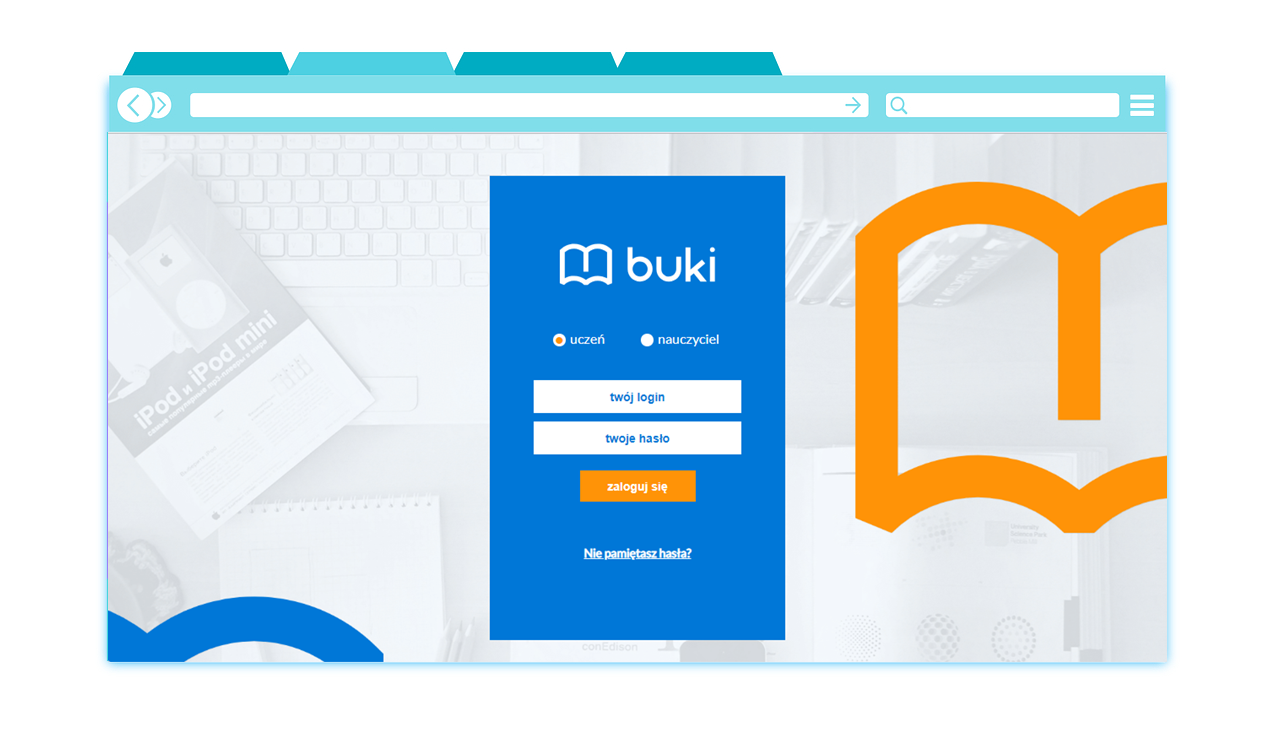 buki
uczeń
nauczyciel
twój login
twoje hasło
zaloguj się
Nie pamiętasz hasła?
iPod и iPod mini
conEdison